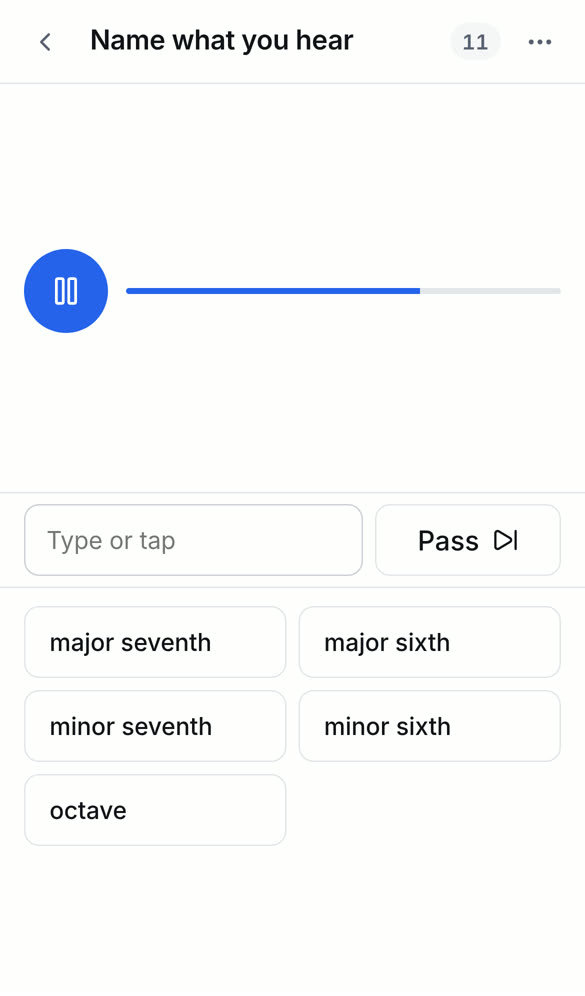 Name what you hear
11
Type or tap
Pass
major seventh
major sixth
minor seventh
minor sixth
octave